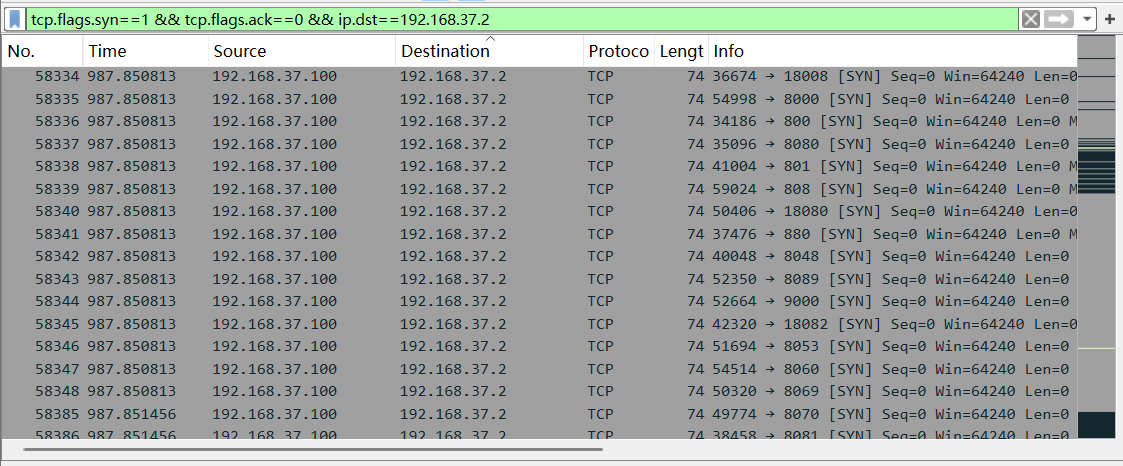 tcp.flags.syn==1 && tcp.flags.ack==0 && ip.dst==192.168.37.2
No. Time Source Destination Protoco Lengt Info
58334 987.850813 192.168.37.100 192.168.37.2 TCP 74 36674 → 18008 [SYN] Seq=0 Win=64240 Len=0
58335 987.850813 192.168.37.100 192.168.37.2 TCP 74 54998 → 8000 [SYN] Seq=0 Win=64240 Len=0
58336 987.850813 192.168.37.100 192.168.37.2 TCP 74 34186 → 800 [SYN] Seq=0 Win=64240 Len=0 M
58337 987.850813 192.168.37.100 192.168.37.2 TCP 74 35096 → 8080 [SYN] Seq=0 Win=64240 Len=0
58338 987.850813 192.168.37.100 192.168.37.2 TCP 74 41004 → 801 [SYN] Seq=0 Win=64240 Len=0 M
58339 987.850813 192.168.37.100 192.168.37.2 TCP 74 59024 → 808 [SYN] Seq=0 Win=64240 Len=0 M
58340 987.850813 192.168.37.100 192.168.37.2 TCP 74 50406 → 18080 [SYN] Seq=0 Win=64240 Len=0
58341 987.850813 192.168.37.100 192.168.37.2 TCP 74 37476 → 880 [SYN] Seq=0 Win=64240 Len=0 M
58342 987.850813 192.168.37.100 192.168.37.2 TCP 74 40048 → 8048 [SYN] Seq=0 Win=64240 Len=0
58343 987.850813 192.168.37.100 192.168.37.2 TCP 74 52350 → 8089 [SYN] Seq=0 Win=64240 Len=0
58344 987.850813 192.168.37.100 192.168.37.2 TCP 74 52664 → 9000 [SYN] Seq=0 Win=64240 Len=0
58345 987.850813 192.168.37.100 192.168.37.2 TCP 74 42320 → 18082 [SYN] Seq=0 Win=64240 Len=0
58346 987.850813 192.168.37.100 192.168.37.2 TCP 74 51694 → 8053 [SYN] Seq=0 Win=64240 Len=0
58347 987.850813 192.168.37.100 192.168.37.2 TCP 74 54514 → 8060 [SYN] Seq=0 Win=64240 Len=0
58348 987.850813 192.168.37.100 192.168.37.2 TCP 74 50320 → 8069 [SYN] Seq=0 Win=64240 Len=0
58385 987.851456 192.168.37.100 192.168.37.2 TCP 74 49774 → 8070 [SYN] Seq=0 Win=64240 Len=0
58386 987.851456 192.168.37.100 192.168.37.2 TCP 74 38458 → 8081 [SYN] Seq=0 Win=64240 Len=0